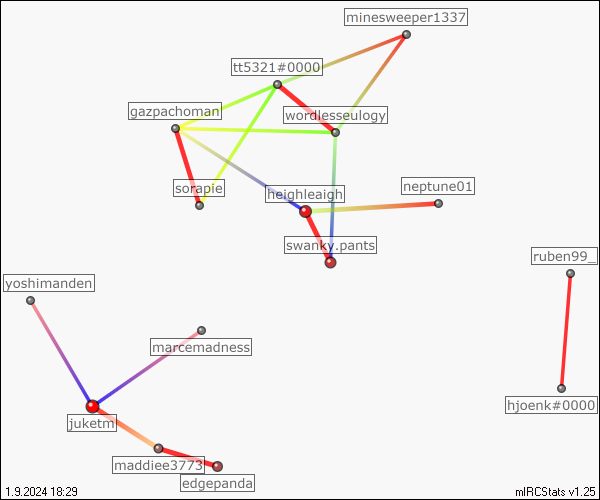 minesweeper1337
tt5321#0000
gazpachoman
wordlesseulogy
sorapie
heighleaigh
neptune01
swanky.pants
ruben99_
yoshimanden
marcemadness
hjoenk#0000
juketm
maddiee3773
edgepanda
1.9.2024 18:29
mIRCStats v1.25